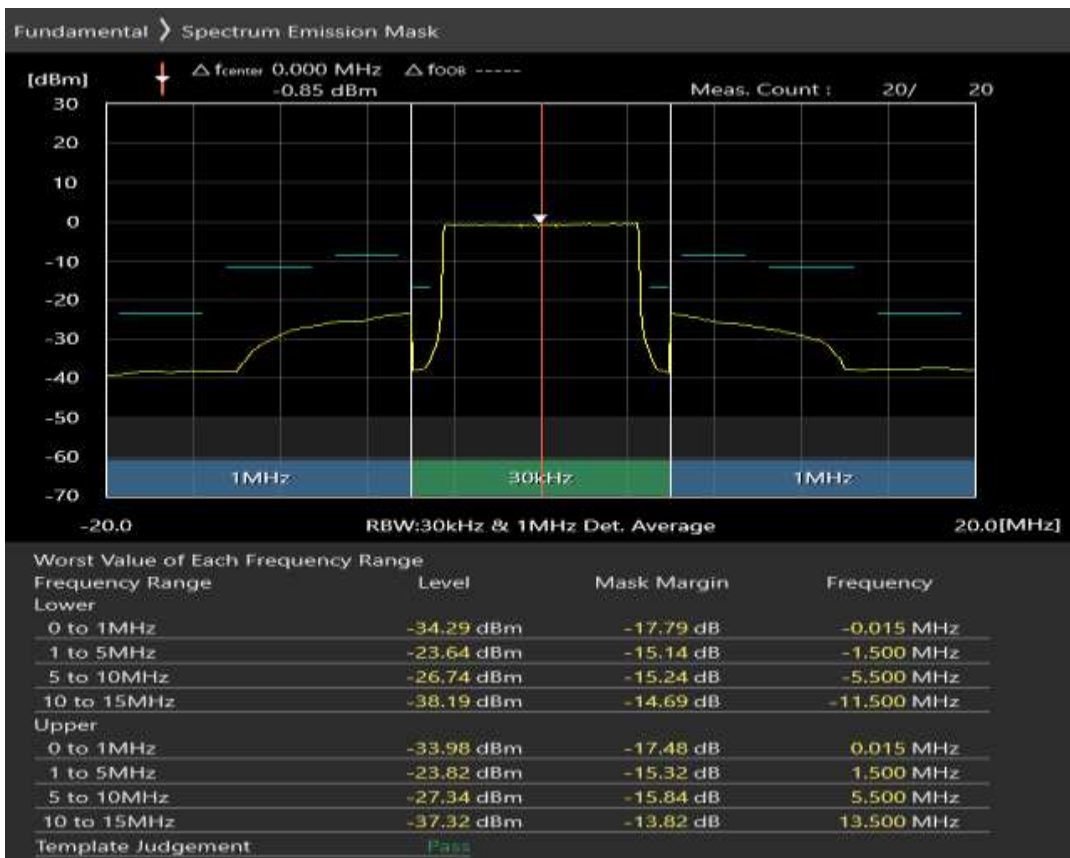 Fundamental ❯ Spectrum Emission Mask
[dBm] △ fcenter 0.000 MHz △ fOOB -----
-0.85 dBm Meas. Count : 20/ 20
30
20
10
0
-10
-20
-30
-40
-50
-60
-70
1MHz 30kHz 1MHz
-20.0 RBW:30kHz & 1MHz Det. Average 20.0[MHz]
Worst Value of Each Frequency Range
Frequency Range Level Mask Margin Frequency
Lower
0 to 1MHz -34.29 dBm -17.79 dB -0.015 MHz
1 to 5MHz -23.64 dBm -15.14 dB -1.500 MHz
5 to 10MHz -26.74 dBm -15.24 dB -5.500 MHz
10 to 15MHz -38.19 dBm -14.69 dB -11.500 MHz
Upper
0 to 1MHz -33.98 dBm -17.48 dB 0.015 MHz
1 to 5MHz -23.82 dBm -15.32 dB 1.500 MHz
5 to 10MHz -27.34 dBm -15.84 dB 5.500 MHz
10 to 15MHz -37.32 dBm -13.82 dB 13.500 MHz
Template Judgement Pass